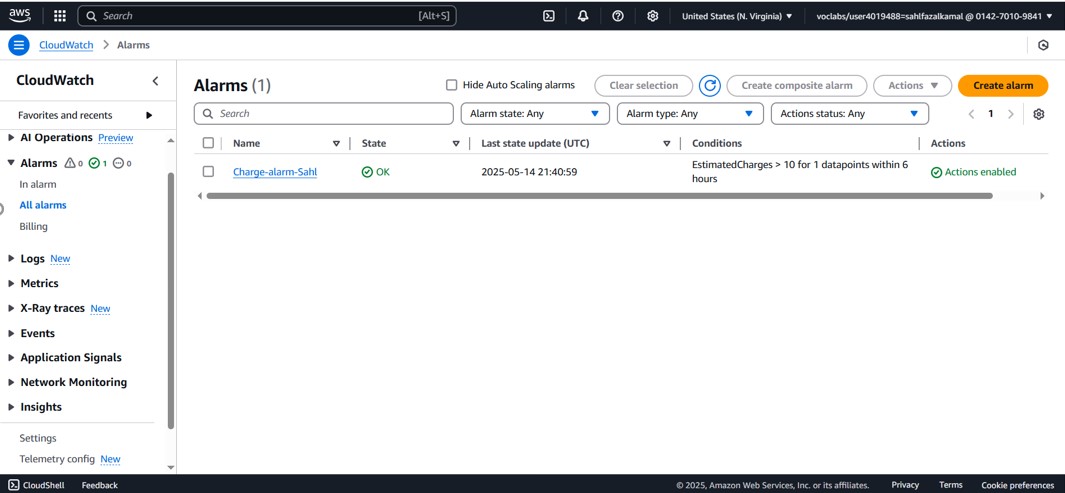 aws Search [Alt+S] United States (N. Virginia) voclabs/user4019488=sahlfazalkamal @ 0142-7010-9841
CloudWatch > Alarms
CloudWatch
Favorites and recents
AI Operations Preview
Alarms 0 1 0
In alarm
All alarms
Billing
Logs New
Metrics
X-Ray traces New
Events
Application Signals
Network Monitoring
Insights
Settings
Telemetry config New
Alarms (1)
Hide Auto Scaling alarms
Clear selection
Create composite alarm
Actions
Create alarm
Search
Alarm state: Any
Alarm type: Any
Actions status: Any
1
Name State Last state update (UTC) Conditions Actions
Charge-alarm-Sahl OK 2025-05-14 21:40:59 EstimatedCharges > 10 for 1 datapoints within 6
hours
Actions enabled
CloudShell Feedback © 2025, Amazon Web Services, Inc. or its affiliates. Privacy Terms Cookie preferences